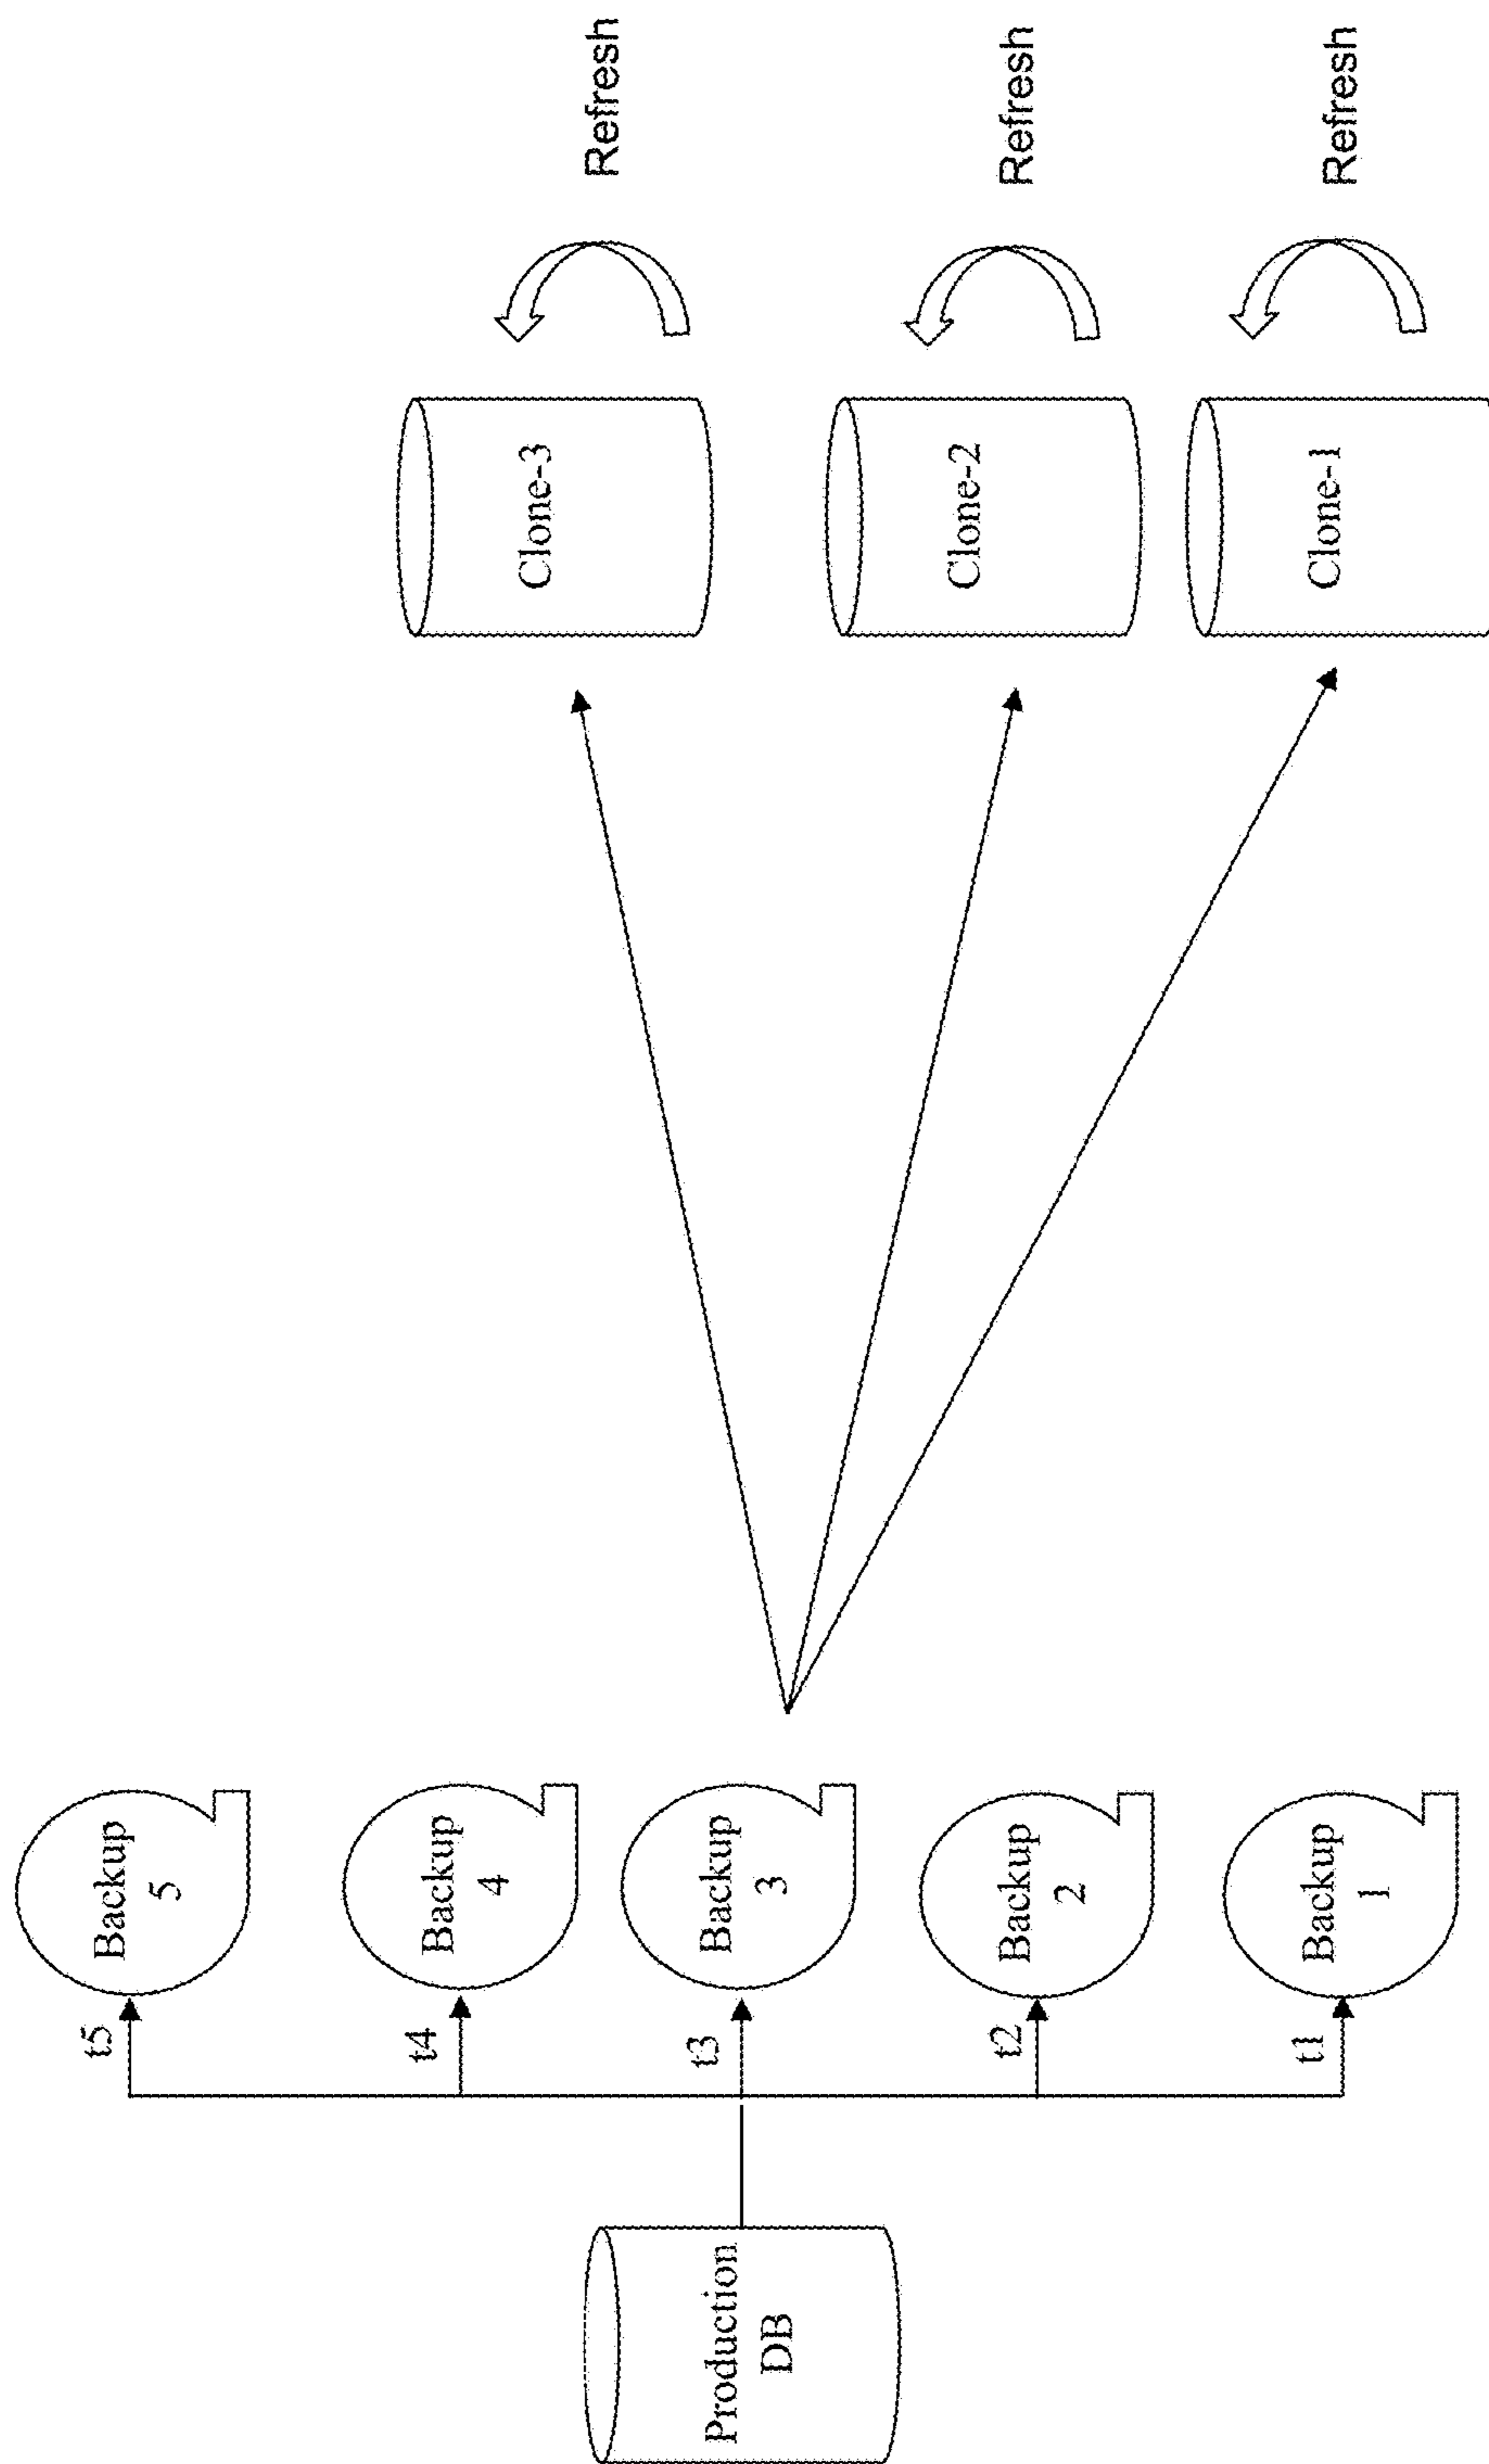 Production
DB
t5
Backup
5
t4
Backup
4
t3
Backup
3
t2
Backup
2
t1
Backup
1
Clone-3
Refresh
Clone-2
Refresh
Clone-1
Refresh